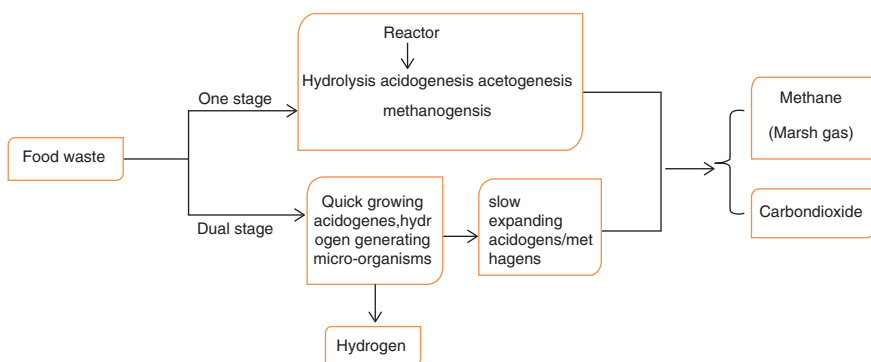 Reactor
Hydrolysis acidogenesis acetogenesis
methanogensis
One stage
Food waste
Dual stage
Quick growing
acidogenes,hydr
ogen generating
micro-organisms
slow
expanding
acidogens/met
hagens
Hydrogen
Methane
(Marsh gas)
Carbondioxide